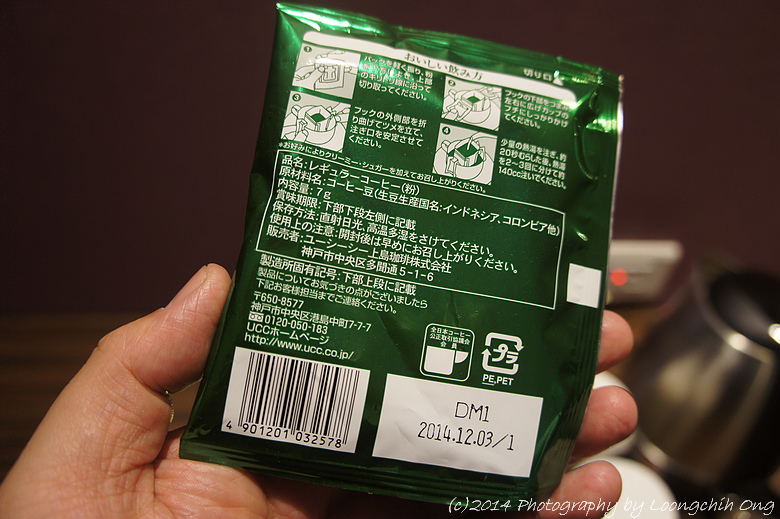 おいしい飲み方
切り口
1
パックを軽く振り、粉
切り取ってください。
2
フックの下部をつまみ
左右に広げカップの
フチにしっかりかけ
てください。
3
フックの外側部を折
り曲げてツメを立て、
注ぎ口を安定させて
ください。
4
少量の熱湯を注ぎ、約
20秒むらした後、熱湯
を2~3回に分けて約
140cc注いでください。
*お好みによりクリーミー・シュガーを加えてお召し上がりください。
品名:レギュラーコーヒー(粉)
原材料名:コーヒー豆(生豆生産国名:インドネシア、コロンビア他)
内容量:7g
賞味期限:下部下段左側に記載
保存方法:直射日光、高温多湿をさけてください。
使用上の注意:開封後は早めにお召し上がりください。
販売者:ユーシーシー上島珈琲株式会社
神戸市中央区多聞通5-1-6
製造所固有記号:下部上段に記載
製品についてお気づきの点がございましたら
下記お客様担当までご連絡ください。
〒650-8577
神戸市中央区港島中町7-7-7
0120-050-183
UCCホームページ
http://www.ucc.co.jp/
全日本コーヒー
公正取引協議会
会員
プラ
PE,PET
4 901201 032578
DM1
2014.12.03/1
(c)2014 Photography by Loongchih Ong